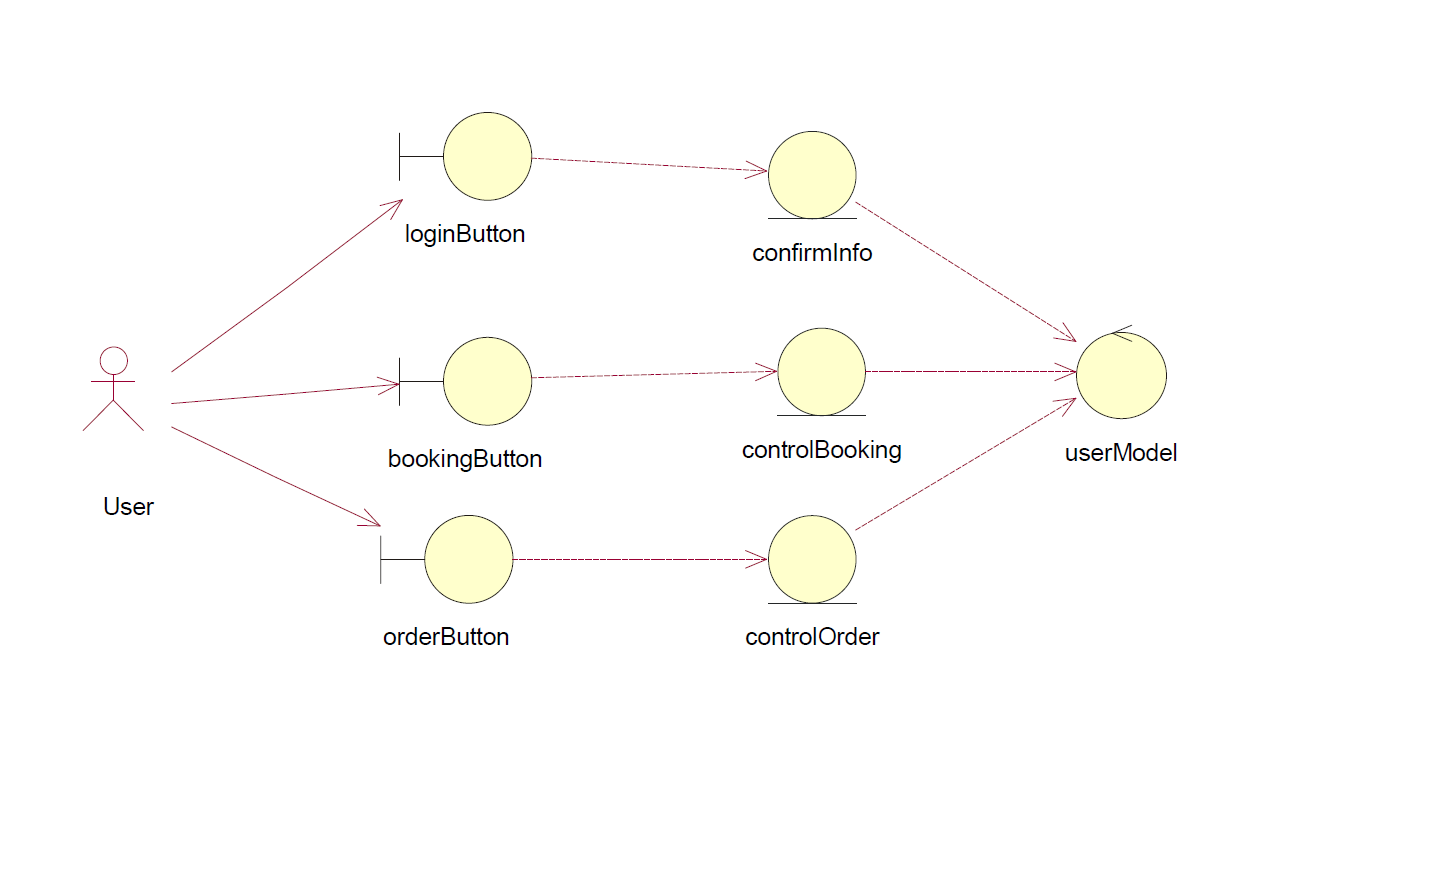 loginButton
confirmInfo
bookingButton
controlBooking
userModel
User
orderButton
controlOrder